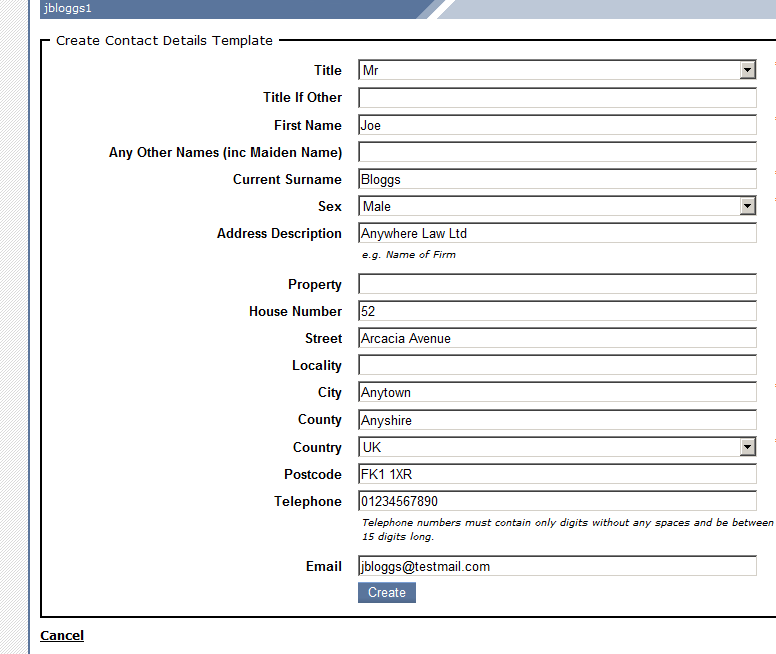 jbloggs1
Create Contact Details Template
Title Mr
Title If Other
First Name Joe
Any Other Names (inc Maiden Name)
Current Surname Bloggs
Sex Male
Address Description Anywhere Law Ltd
e.g. Name of Firm
Property
House Number 52
Street Arcacia Avenue
Locality
City Anytown
County Anyshire
Country UK
Postcode FK1 1XR
Telephone 01234567890
Telephone numbers must contain only digits without any spaces and be between
15 digits long.
Email jbloggs@testmail.com
Create
Cancel